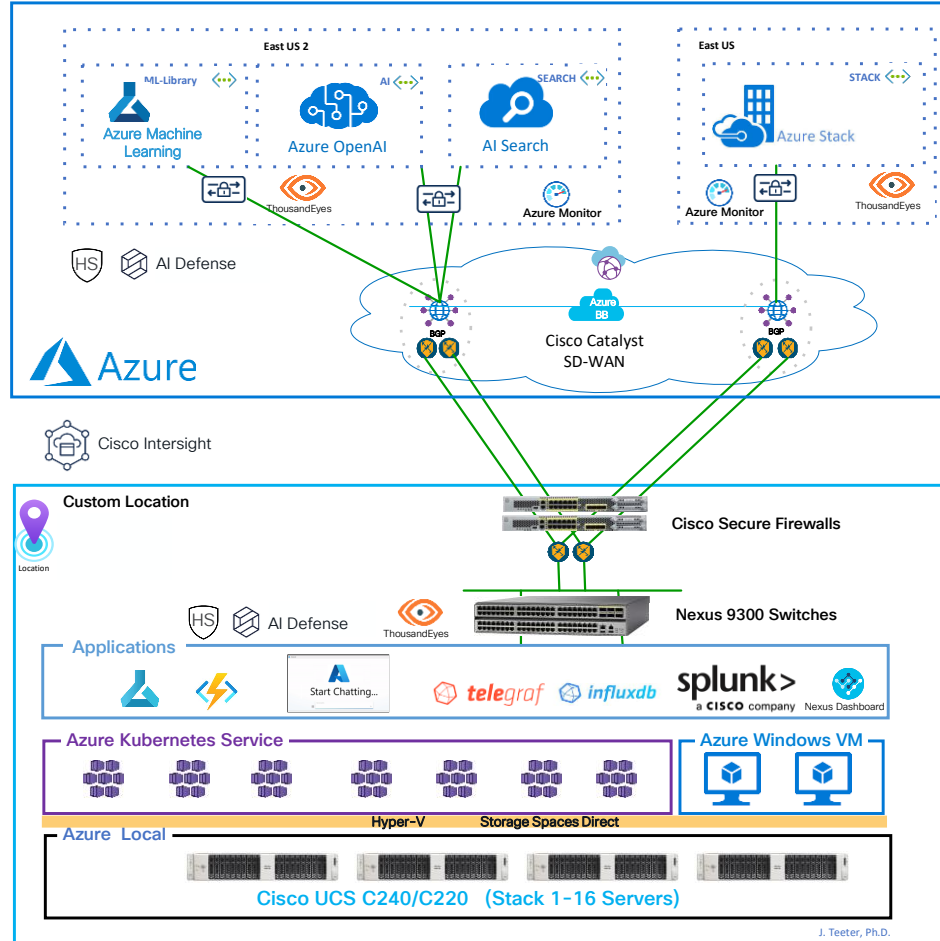 East US 2
East US
ML-Library
AI
SEARCH
STACK
Azure Machine
Learning
Azure OpenAI
AI Search
Azure Stack
ThousandEyes
Azure Monitor
Azure Monitor
ThousandEyes
HS
AI Defense
Azure
BB
BGP
BGP
Cisco Catalyst
SD-WAN
Azure
Cisco Intersight
Custom Location
Location
Cisco Secure Firewalls
Nexus 9300 Switches
HS
AI Defense
ThousandEyes
Applications
Start Chatting...
telegraf
influxdb
splunk>
a CISCO company
Nexus Dashboard
Azure Kubernetes Service
Azure Windows VM
Hyper-V
Storage Spaces Direct
Azure Local
Cisco UCS C240/C220 (Stack 1-16 Servers)
J. Teeter, Ph.D.